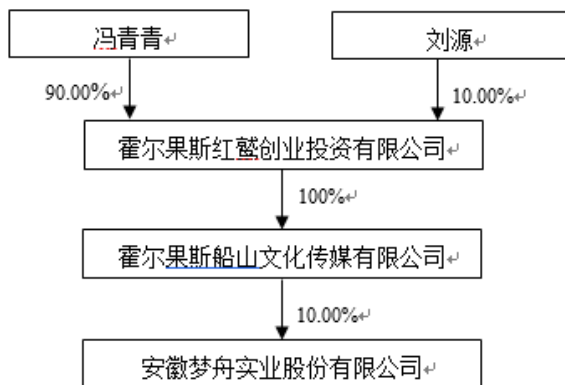 冯青青
刘源
90.00%
10.00%
霍尔果斯红鹫创业投资有限公司
100%
霍尔果斯船山文化传媒有限公司
10.00%
安徽梦舟实业股份有限公司